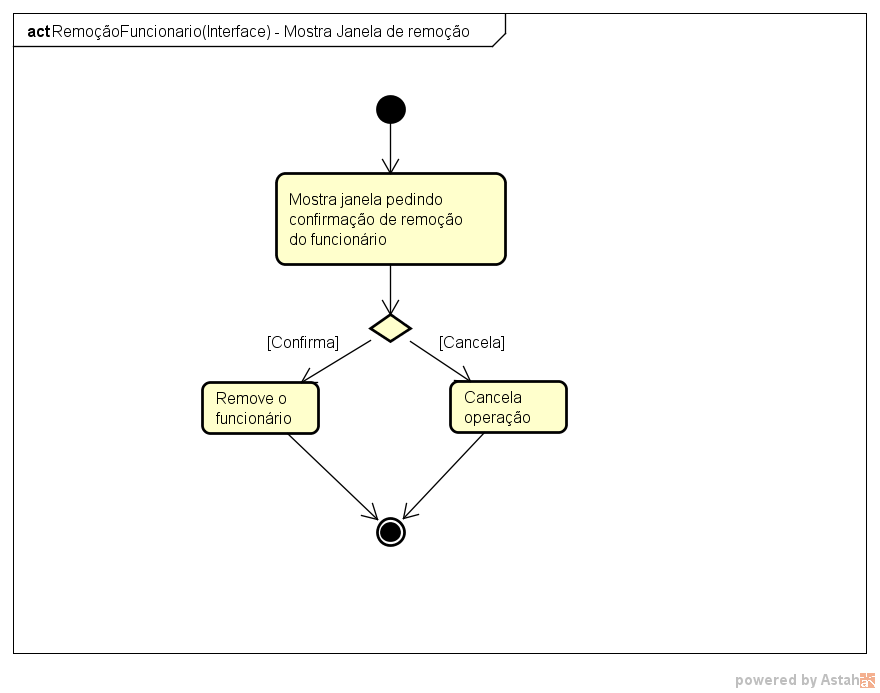 act RemoçãoFuncionario(Interface) - Mostra Janela de remoção
Mostra janela pedindo
confirmação de remoção
do funcionário
[Confirma]
[Cancela]
Remove o
funcionário
Cancela
operação
powered by Astah